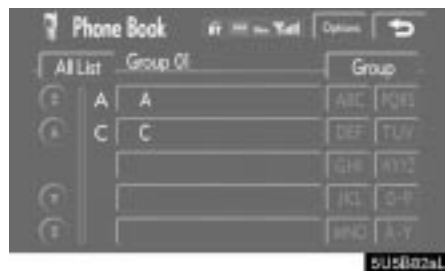 Phone Book Options
All List Group 01 Group
A A ABC PQRS
C C DEF TUV
GHI WXYZ
JKL 0-9
MNO À-Ÿ
5U5B02aL